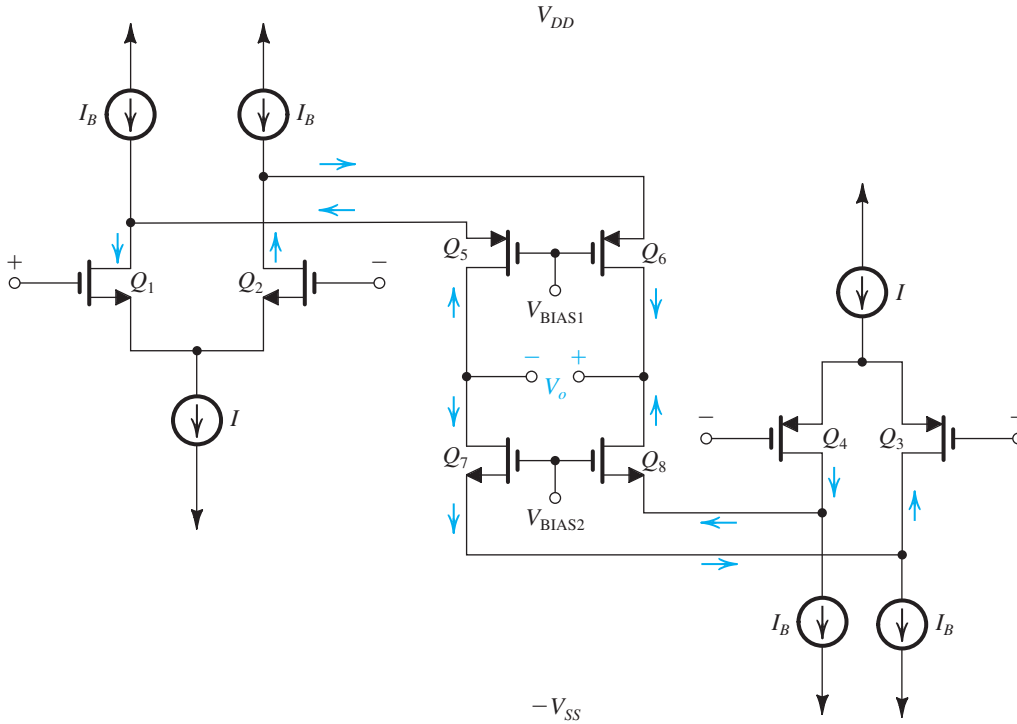 V_DD
I_B
I_B
+
Q_1
Q_2
−
I
Q_5
Q_6
V_BIAS1
−
+
V_o
Q_7
Q_8
V_BIAS2
I
−
Q_4
Q_3
−
I_B
I_B
−V_SS